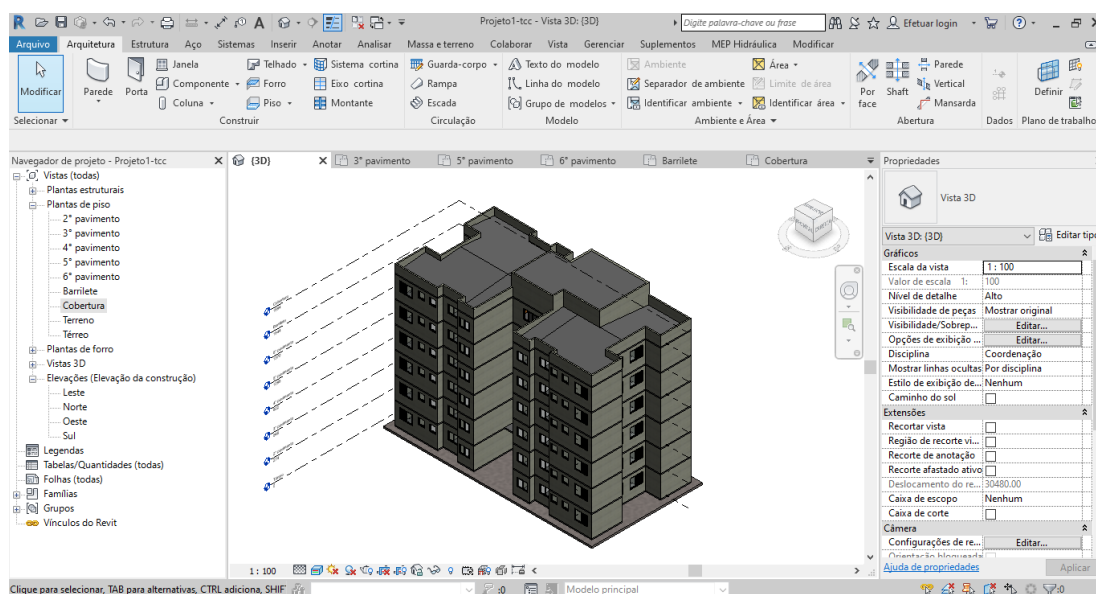 Projeto1-tcc - Vista 3D: {3D}
Digite palavra-chave ou frase
Efetuar login
Arquivo Arquitetura Estrutura Aço Sistemas Inserir Anotar Analisar Massa e terreno Colaborar Vista Gerenciar Suplementos MEP Hidráulica Modificar
Modificar
Parede
Porta
Janela
Componente
Coluna
Telhado
Forro
Piso
Sistema cortina
Eixo cortina
Montante
Guarda-corpo
Rampa
Escada
Texto do modelo
Linha do modelo
Grupo de modelos
Ambiente
Separador de ambiente
Identificar ambiente
Área
Limite de área
Identificar área
Por face
Shaft
Parede
Vertical
Mansarda
Definir
Selecionar Construir Circulação Modelo Ambiente e Área Abertura Dados Plano de trabalho
Navegador de projeto - Projeto1-tcc
Vistas (todas)
Plantas estruturais
Plantas de piso
2° pavimento
3° pavimento
4° pavimento
5° pavimento
6° pavimento
Barrilete
Cobertura
Terreno
Térreo
Plantas de forro
Vistas 3D
Elevações (Elevação da construção)
Leste
Norte
Oeste
Sul
Legendas
Tabelas/Quantidades (todas)
Folhas (todas)
Famílias
Grupos
Vínculos do Revit
{3D} 3° pavimento 5° pavimento 6° pavimento Barrilete Cobertura
Propriedades
Vista 3D
Vista 3D: {3D} Editar tipo
Gráficos
Escala da vista 1 : 100
Valor de escala 1: 100
Nível de detalhe Alto
Visibilidade de peças Mostrar original
Visibilidade/Sobrep... Editar...
Opções de exibição ... Editar...
Disciplina Coordenação
Mostrar linhas ocultas Por disciplina
Estilo de exibição de... Nenhum
Caminho do sol
Extensões
Recortar vista
Região de recorte vi...
Recorte de anotação
Recorte afastado ativo
Deslocamento do re... 30480.00
Caixa de escopo Nenhum
Caixa de corte
Câmera
Configurações de re... Editar...
Orientação bloqueada
Ajuda de propriedades Aplicar
1 : 100
Clique para selecionar, TAB para alternativas, CTRL adiciona, SHIF
:0
Modelo principal
:0